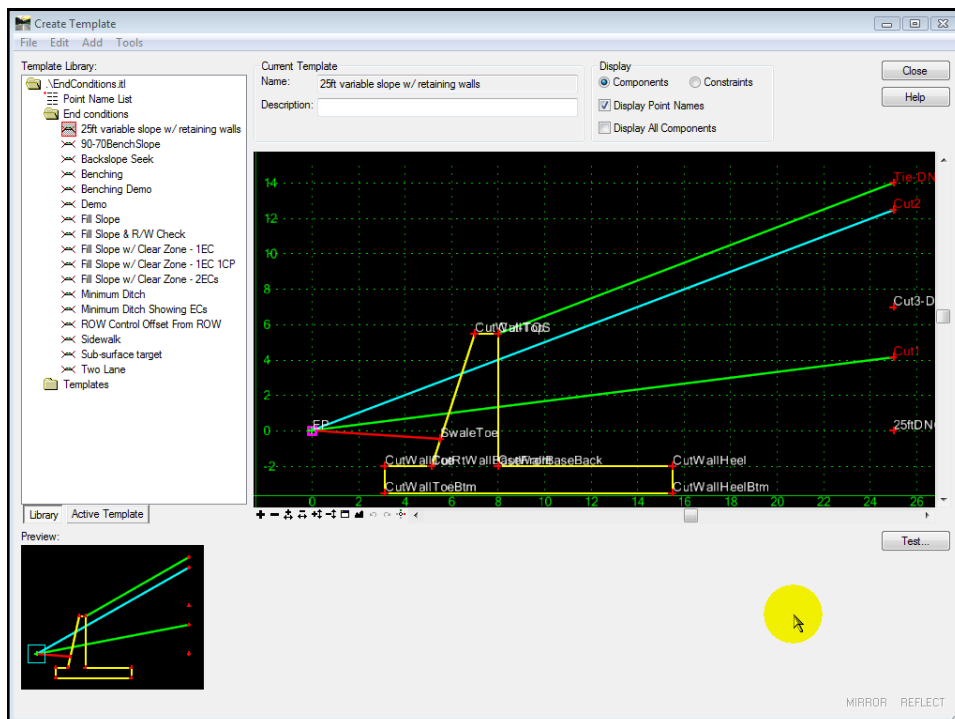 Create Template
File Edit Add Tools
Template Library:
.\EndConditions.itl
Point Name List
End conditions
25ft variable slope w/ retaining walls
90-70BenchSlope
Backslope Seek
Benching
Benching Demo
Demo
Fill Slope
Fill Slope & R/W Check
Fill Slope w/ Clear Zone - 1EC
Fill Slope w/ Clear Zone - 1EC 1CP
Fill Slope w/ Clear Zone - 2ECs
Minimum Ditch
Minimum Ditch Showing ECs
ROW Control Offset From ROW
Sidewalk
Sub-surface target
Two Lane
Templates
Library Active Template
Current Template
Name: 25ft variable slope w/ retaining walls
Description:
Display
Components Constraints
Display Point Names
Display All Components
Close
Help
14
Tie-DN
12
Cut2
10
8
Cut3-D
6
4
Cut1
2
0
EP
25ftDN
SwaleToe
-2
CutWallHeel
CutWallToeBtm
CutWallHeelBtm
0 2 4 6 8 10 12 14 16 18 20 22 24 26
Test...
Preview:
MIRROR REFLECT